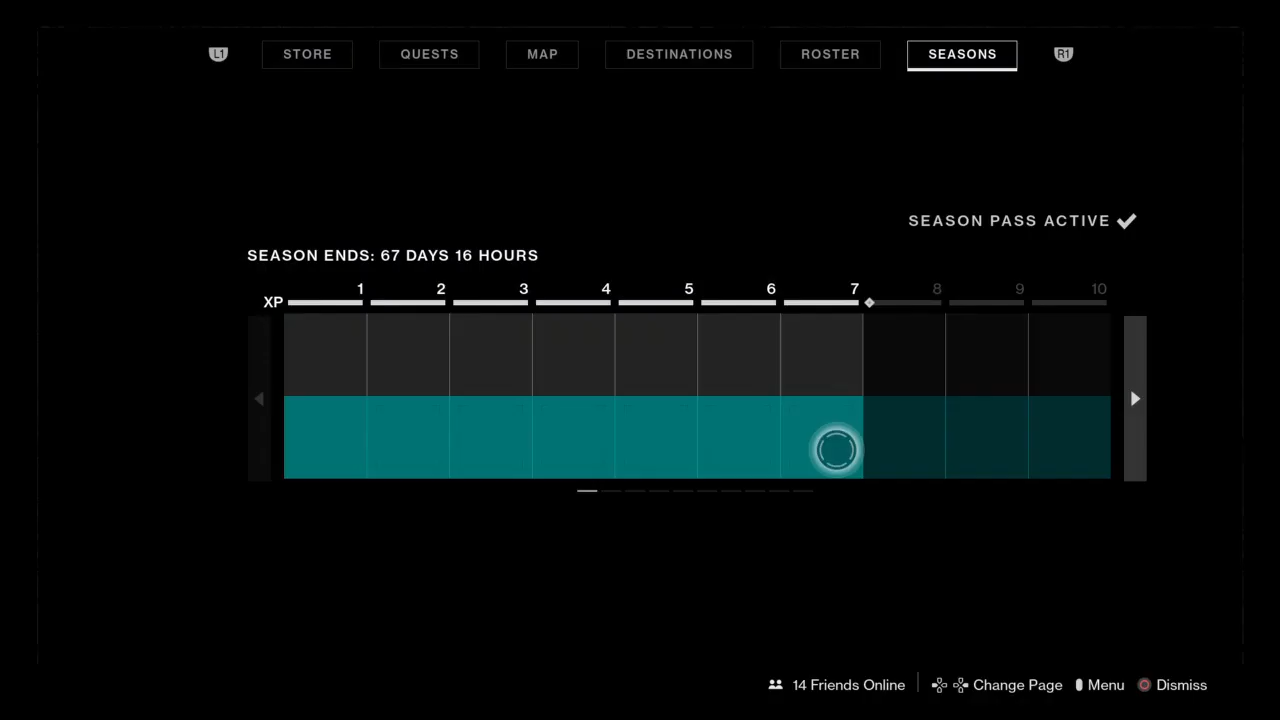 L1 STORE QUESTS MAP DESTINATIONS ROSTER SEASONS R1
SEASON PASS ACTIVE
SEASON ENDS: 67 DAYS 16 HOURS
XP 1 2 3 4 5 6 7 8 9 10
14 Friends Online Change Page Menu Dismiss